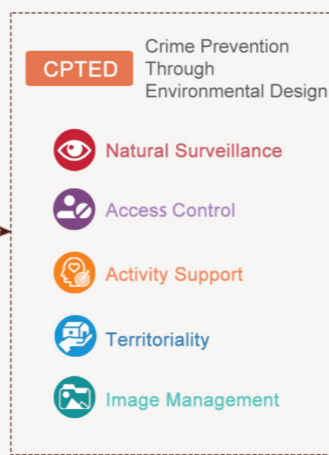 CPTED
Crime Prevention
Through
Environmental Design
Natural Surveillance
Access Control
Activity Support
Territoriality
Image Management